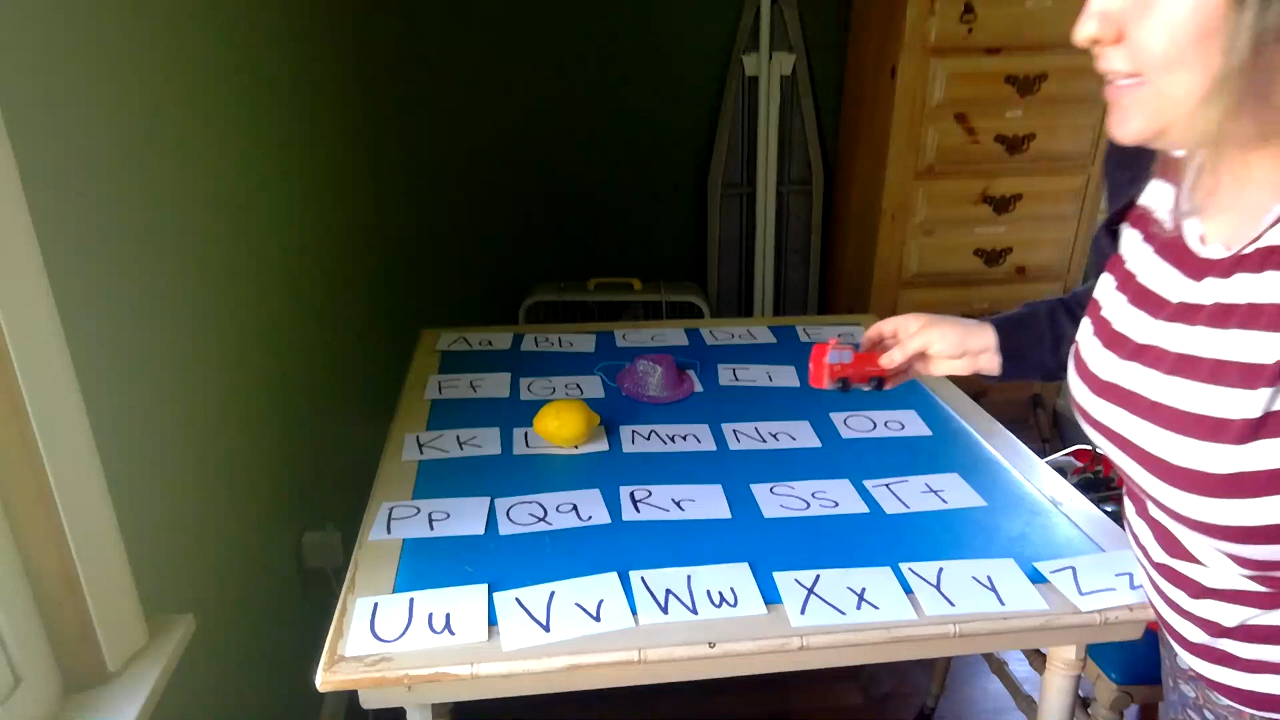 Aa Bb Cc Dd Ee
Ff Gg Ii
Kk L Mm Nn Oo
Pp Qq Rr Ss Tt
Uu Vv Ww Xx Yy Zz